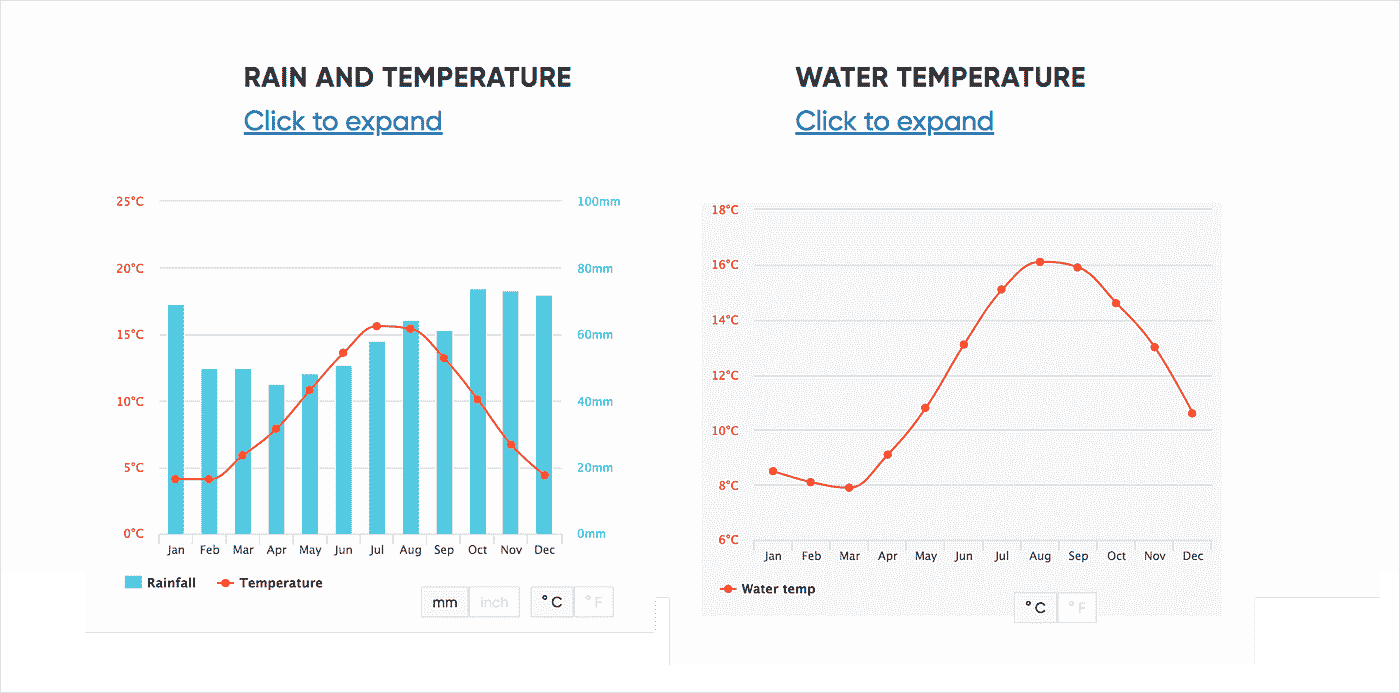 RAIN AND TEMPERATURE
Click to expand
25°C
100mm
20°C
80mm
15°C
60mm
10°C
40mm
5°C
20mm
0°C
0mm
Jan Feb Mar Apr May Jun Jul Aug Sep Oct Nov Dec
Rainfall Temperature
mm inch °C °F
WATER TEMPERATURE
Click to expand
18°C
16°C
14°C
12°C
10°C
8°C
6°C
Jan Feb Mar Apr May Jun Jul Aug Sep Oct Nov Dec
Water temp
°C °F